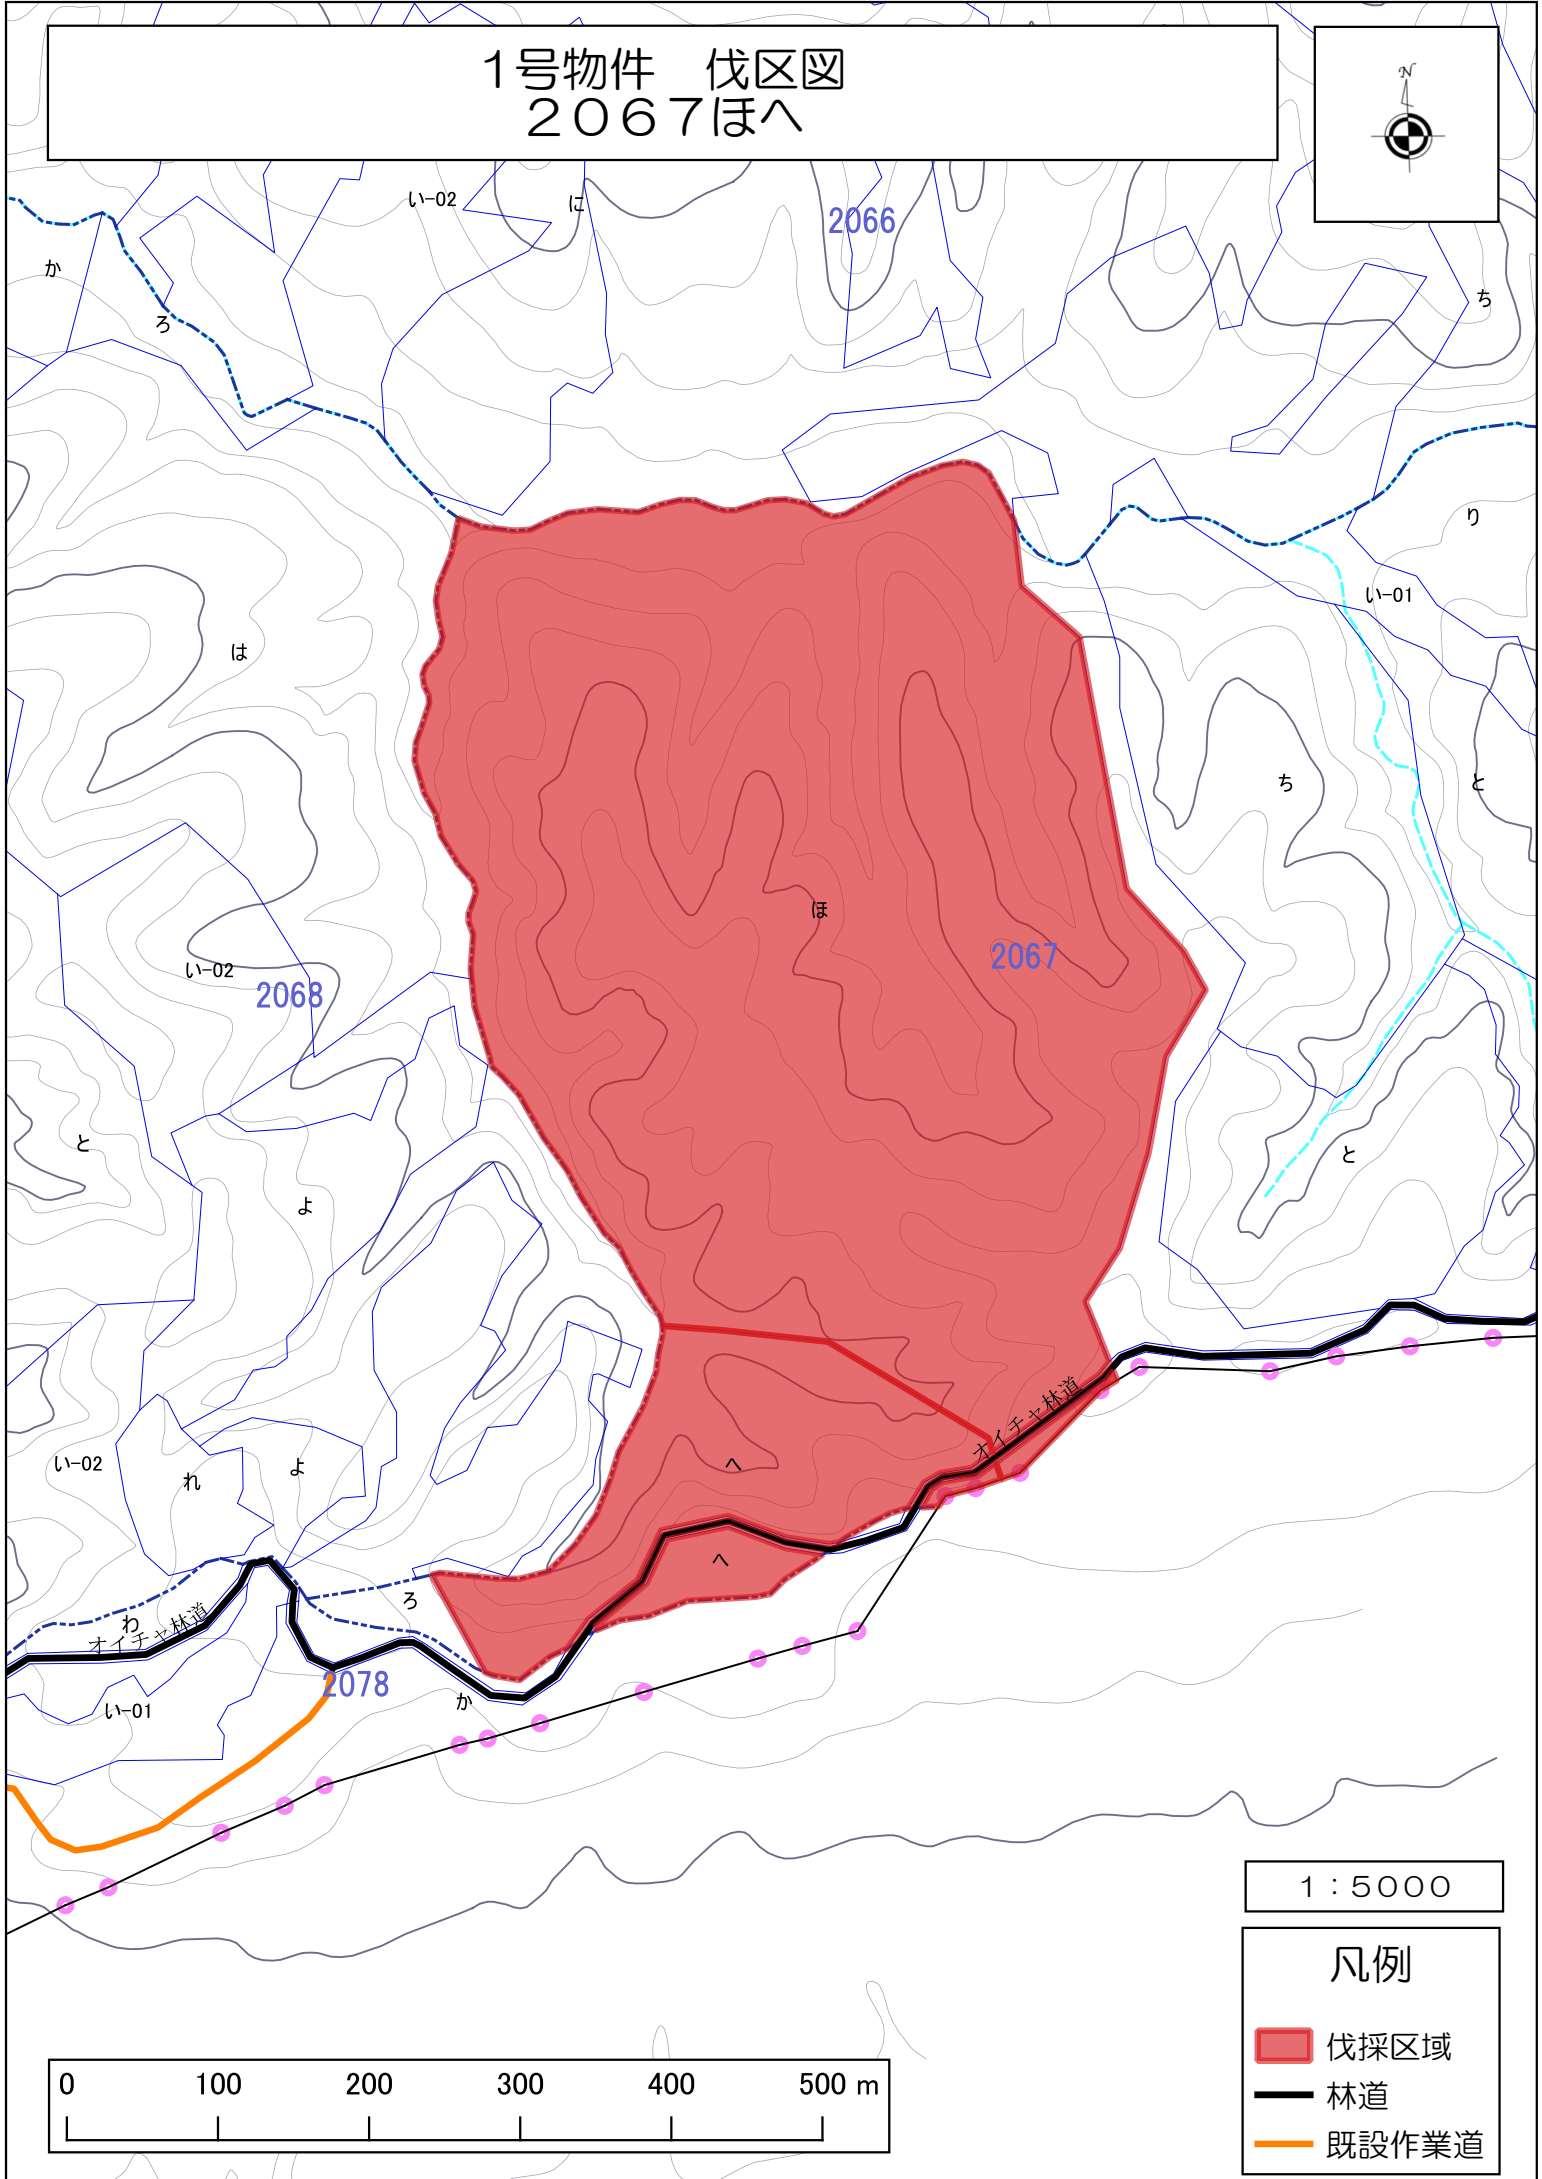 1号物件　伐区図
２０６７ほへ
N
い-02
に
2066
か
ろ
ち
り
い-01
は
ち
と
ほ
2067
い-02
2068
と
と
よ
オイチャ林道
い-02
れ
よ
へ
へ
ろ
わ
オイチャ林道
2078
か
い-01
１：５０００
凡例
伐採区域
林道
既設作業道
0 100 200 300 400 500 m